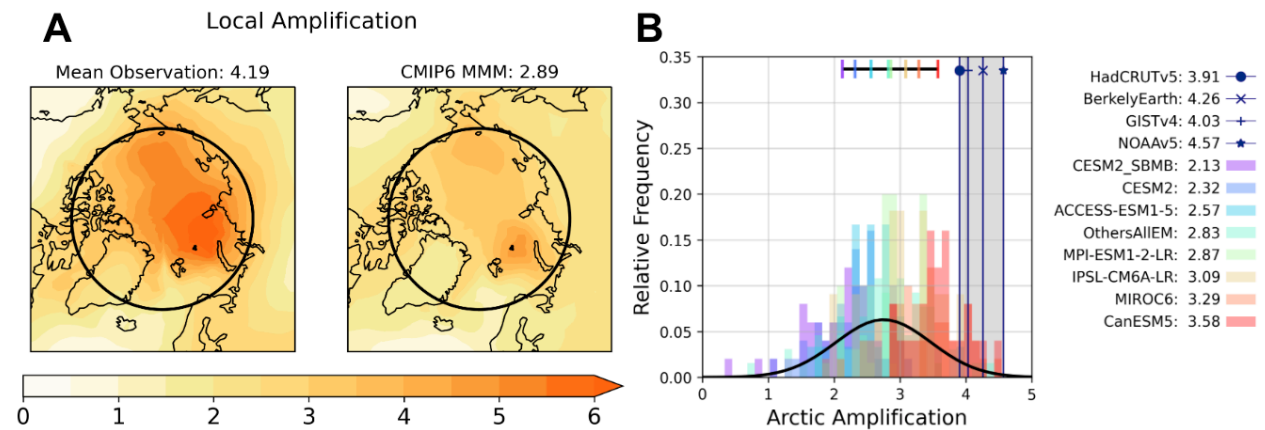 A
Local Amplification
Mean Observation: 4.19
CMIP6 MMM: 2.89
4
4
0 1 2 3 4 5 6
B
Relative Frequency
0.35
0.30
0.25
0.20
0.15
0.10
0.05
0.00
0 1 2 3 4 5
Arctic Amplification
HadCRUTv5: 3.91
BerkelyEarth: 4.26
GISTv4: 4.03
NOAAv5: 4.57
CESM2_SBMB: 2.13
CESM2: 2.32
ACCESS-ESM1-5: 2.57
OthersAllEM: 2.83
MPI-ESM1-2-LR: 2.87
IPSL-CM6A-LR: 3.09
MIROC6: 3.29
CanESM5: 3.58